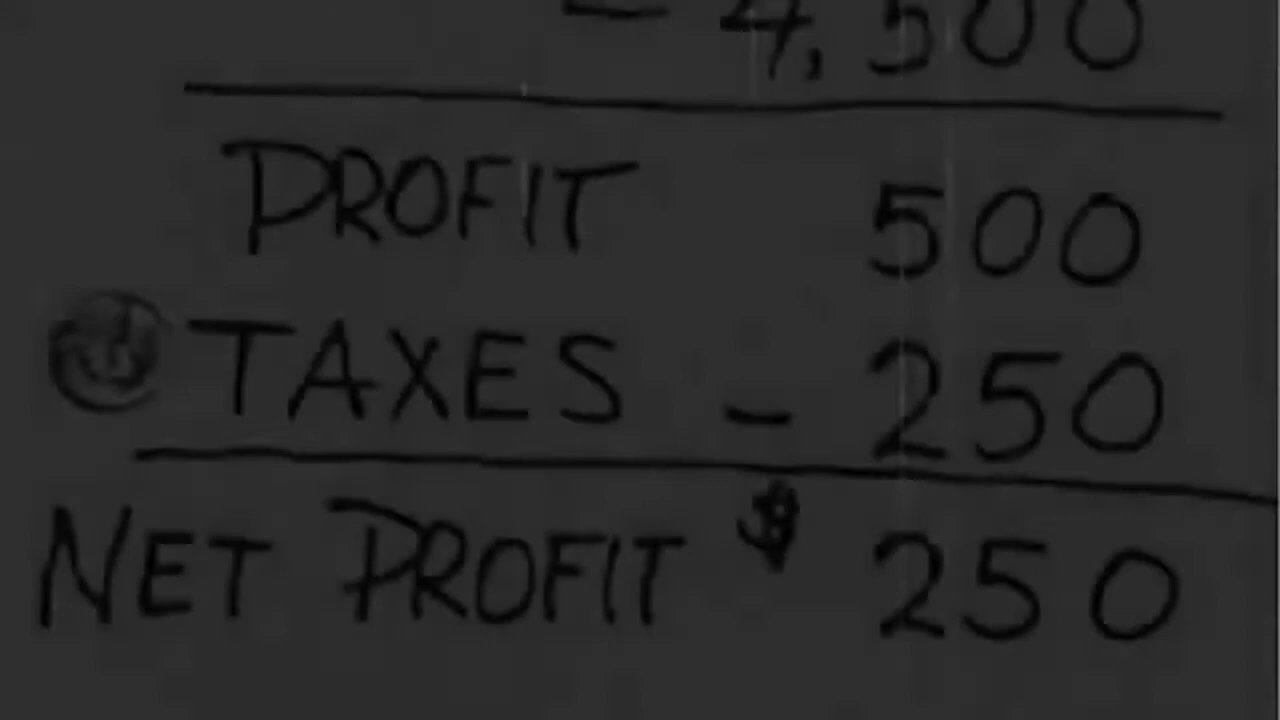 - 4,500
PROFIT 500
TAXES - 250
NET PROFIT $ 250